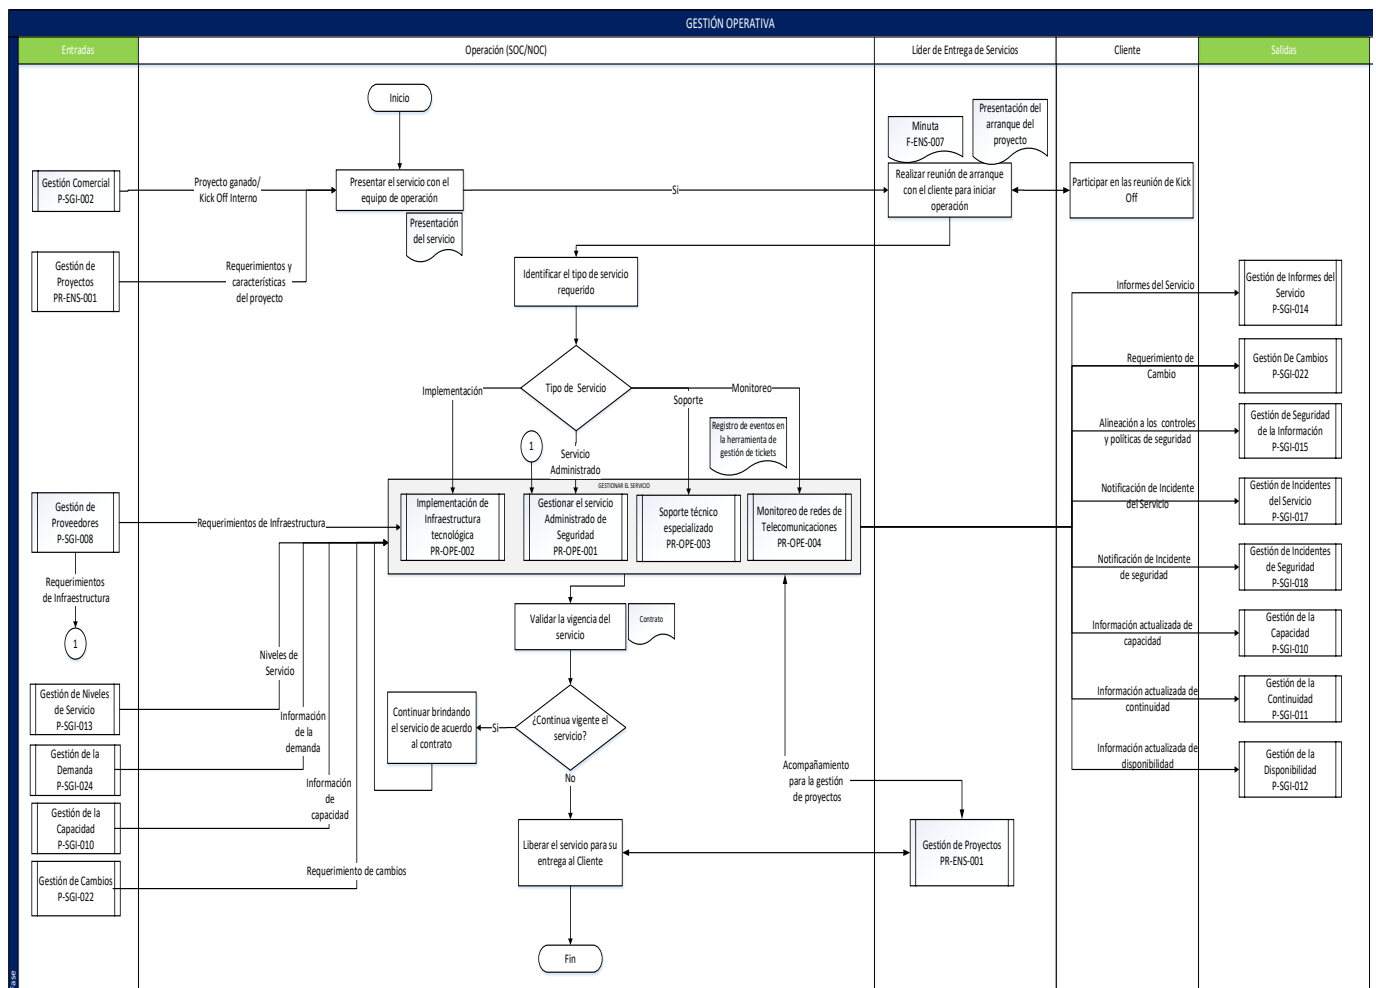 GESTIÓN OPERATIVA
Entradas
Operación (SOC/NOC)
Líder de Entrega de Servicios
Cliente
Salidas
Inicio
Minuta
F-ENS-007
Presentación del
arranque del
proyecto
Gestión Comercial
P-SGI-002
Proyecto ganado/
Kick Off Interno
Presentar el servicio con el
equipo de operación
Si
Realizar reunión de arranque
con el cliente para iniciar
operación
Participar en las reunión de Kick
Off
Presentación
del servicio
Gestión de
Proyectos
PR-ENS-001
Requerimientos y
características
del proyecto
Identificar el tipo de servicio
requerido
Informes del Servicio
Gestión de Informes del
Servicio
P-SGI-014
Tipo de Servicio
Implementación
Soporte
Monitoreo
Requerimiento de
Cambio
Gestión De Cambios
P-SGI-022
1
Servicio
Administrado
Registro de eventos en
la herramienta de
gestión de tickets
Alineación a los controles
y políticas de seguridad
Gestión de Seguridad
de la Información
P-SGI-015
GESTIONAR EL SERVICIO
Gestión de
Proveedores
P-SGI-008
Requerimientos de Infraestructura
Implementación de
Infraestructura
tecnológica
PR-OPE-002
Gestionar el servicio
Administrado de
Seguridad
PR-OPE-001
Soporte técnico
especializado
PR-OPE-003
Monitoreo de redes de
Telecomunicaciones
PR-OPE-004
Notificación de Incidente
del Servicio
Gestión de Incidentes
del Servicio
P-SGI-017
Requerimientos
de Infraestructura
1
Notificación de Incidente
de seguridad
Gestión de Incidentes
de Seguridad
P-SGI-018
Validar la vigencia del
servicio
Contrato
Información actualizada de
capacidad
Gestión de la
Capacidad
P-SGI-010
Niveles de
Servicio
Gestión de Niveles
de Servicio
P-SGI-013
Información
de la
demanda
Continuar brindando
el servicio de acuerdo
al contrato
Si
¿Continua vigente el
servicio?
No
Información actualizada de
continuidad
Gestión de la
Continuidad
P-SGI-011
Gestión de la
Demanda
P-SGI-024
Información
de
capacidad
Acompañamiento
para la gestión
de proyectos
Información actualizada de
disponibilidad
Gestión de la
Disponibilidad
P-SGI-012
Gestión de la
Capacidad
P-SGI-010
Liberar el servicio para su
entrega al Cliente
Gestión de Proyectos
PR-ENS-001
Gestión de Cambios
P-SGI-022
Requerimiento de cambios
Fin